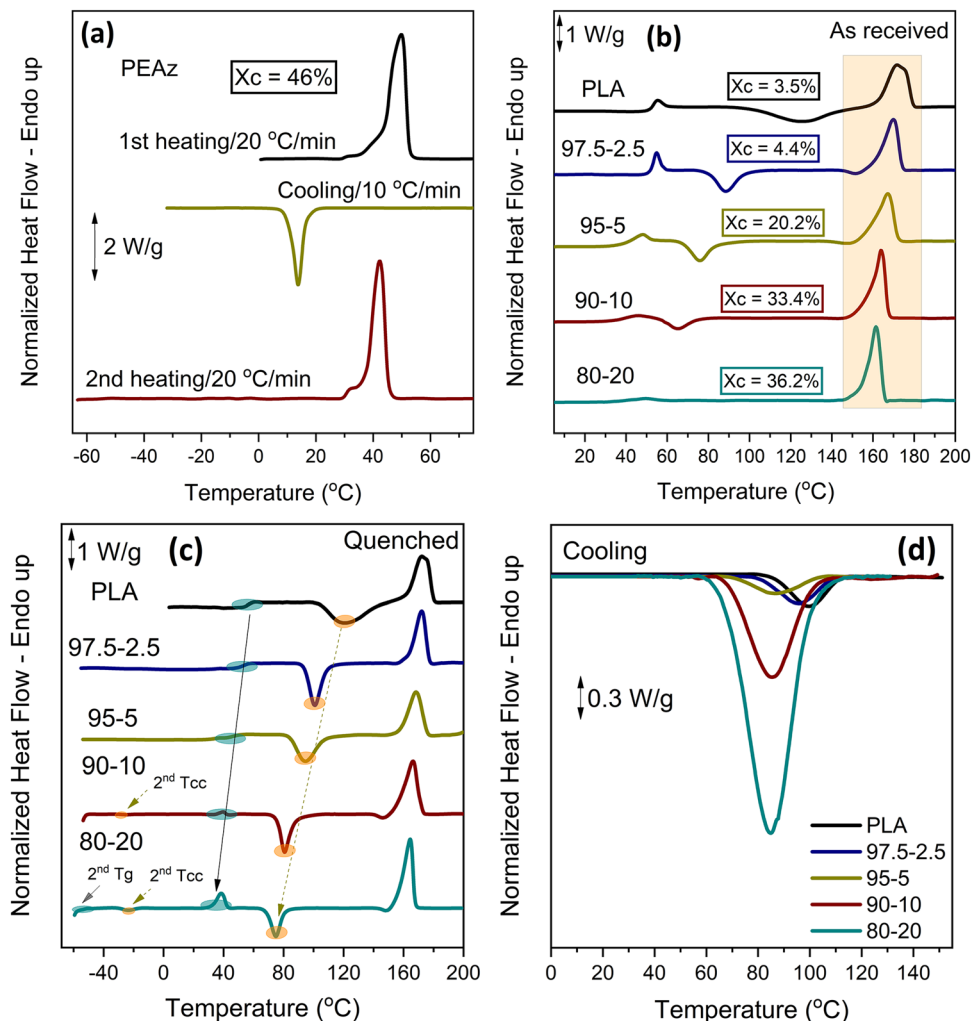 (a)
PEAz
Xc = 46%
1st heating/20 °C/min
Cooling/10 °C/min
2 W/g
2nd heating/20 °C/min
Normalized Heat Flow - Endo up
-60 -40 -20 0 20 40 60
Temperature (°C)
1 W/g
(b)
As received
PLA
Xc = 3.5%
97.5-2.5
Xc = 4.4%
95-5
Xc = 20.2%
90-10
Xc = 33.4%
80-20
Xc = 36.2%
Normalized Heat Flow - Endo up
20 40 60 80 100 120 140 160 180 200
Temperature (°C)
1 W/g
(c)
Quenched
PLA
97.5-2.5
95-5
90-10
2nd Tcc
80-20
2nd Tg
2nd Tcc
Normalized Heat Flow - Endo up
-40 0 40 80 120 160 200
Temperature (°C)
Cooling
(d)
0.3 W/g
PLA
97.5-2.5
95-5
90-10
80-20
Normalized Heat Flow - Endo up
0 20 40 60 80 100 120 140
Temperature (°C)